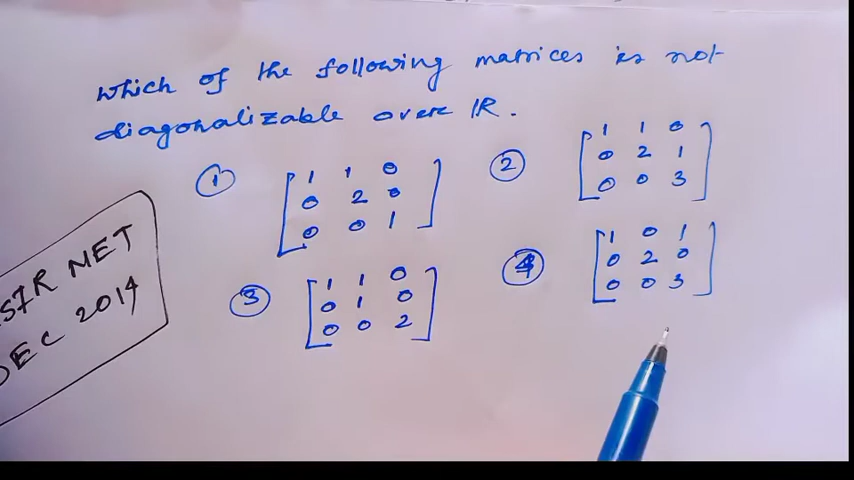 which of the following matrices is not
diagonalizable over IR.
① [1 1 0
0 2 0
0 0 1]
② [1 1 0
0 2 1
0 0 3]
③ [1 1 0
0 1 0
0 0 2]
④ [1 0 1
0 2 0
0 0 3]
SIR NET
DEC 2014